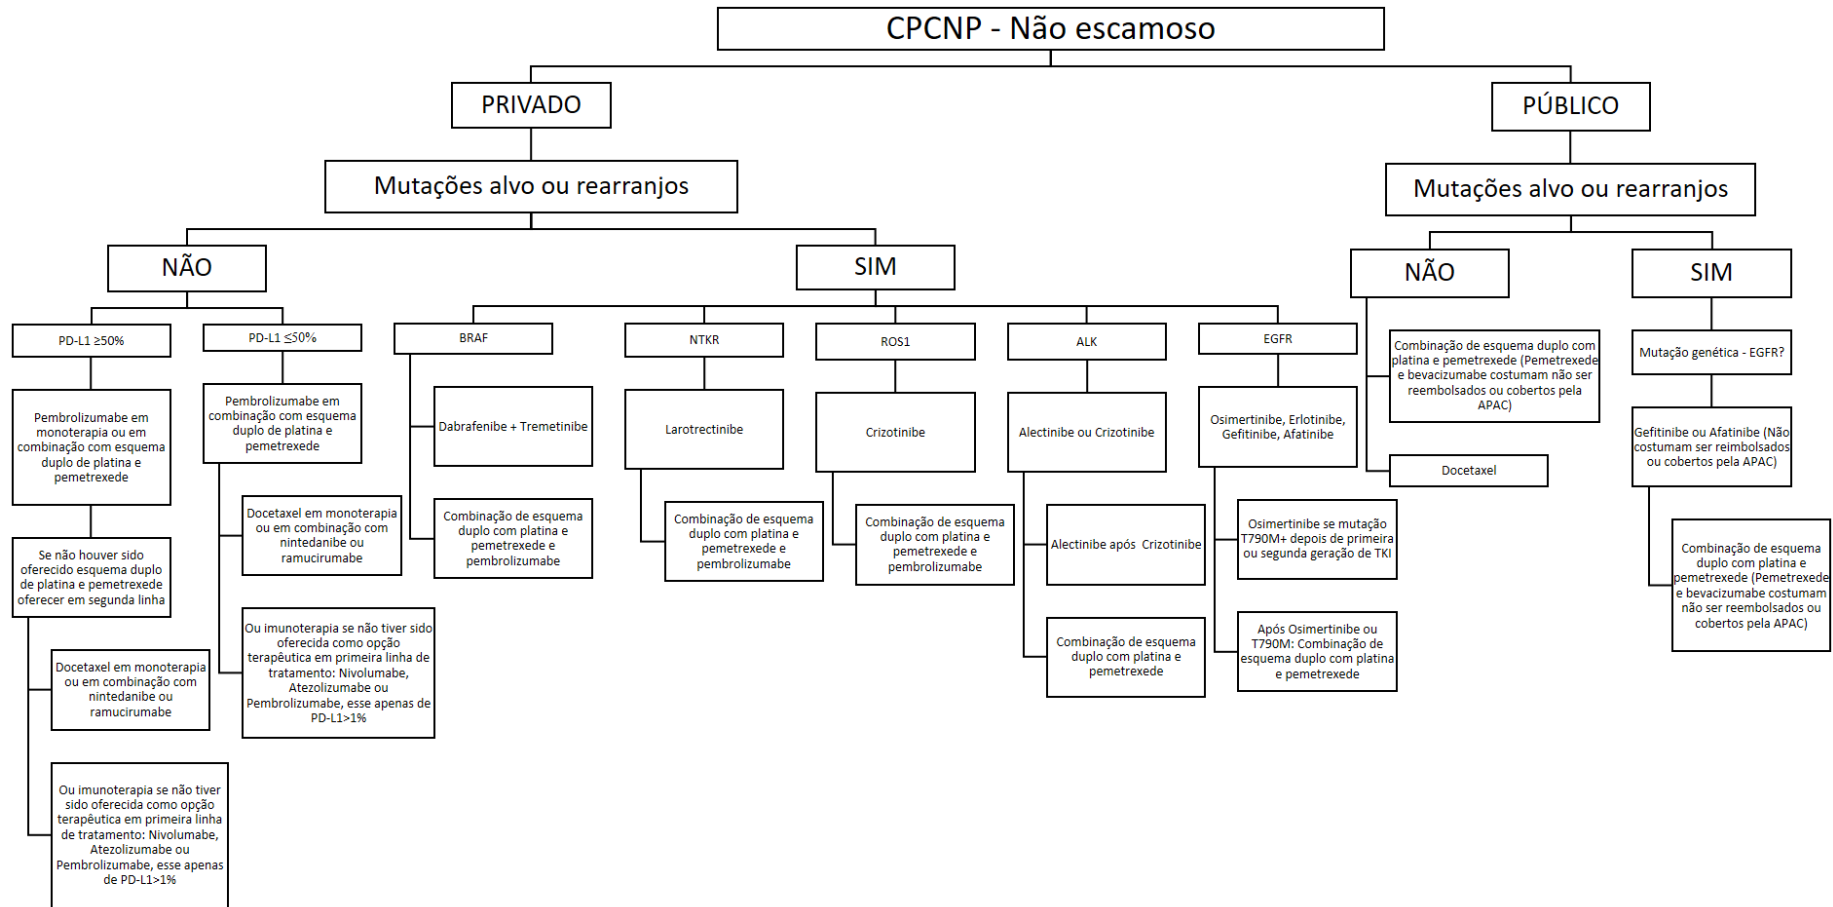 CPCNP - Não escamoso
PRIVADO
PÚBLICO
Mutações alvo ou rearranjos
Mutações alvo ou rearranjos
NÃO
SIM
NÃO
SIM
PD-L1 ≥50%
PD-L1 ≤50%
BRAF
NTKR
ROS1
ALK
EGFR
Pembrolizumabe em
monoterapia ou em
combinação com esquema
duplo de platina e
pemetrexede
Se não houver sido
oferecido esquema duplo
de platina e pemetrexede
oferecer em segunda linha
Docetaxel em monoterapia
ou em combinação com
nintedanibe ou
ramucirumabe
Ou imunoterapia se não tiver
sido oferecida como opção
terapêutica em primeira linha
de tratamento: Nivolumabe,
Atezolizumabe ou
Pembrolizumabe, esse apenas
de PD-L1>1%
Pembrolizumabe em
combinação com esquema
duplo de platina e
pemetrexede
Docetaxel em monoterapia
ou em combinação com
nintedanibe ou
ramucirumabe
Ou imunoterapia se não tiver sido
oferecida como opção
terapêutica em primeira linha de
tratamento: Nivolumabe,
Atezolizumabe ou
Pembrolizumabe, esse apenas de
PD-L1>1%
Dabrafenibe + Tremetinibe
Combinação de esquema
duplo com platina e
pemetrexede e
pembrolizumabe
Larotrectinibe
Combinação de esquema
duplo com platina e
pemetrexede e
pembrolizumabe
Crizotinibe
Combinação de esquema
duplo com platina e
pemetrexede e
pembrolizumabe
Alectinibe ou Crizotinibe
Alectinibe após Crizotinibe
Combinação de esquema
duplo com platina e
pemetrexede
Osimertinibe, Erlotinibe,
Gefitinibe, Afatinibe
Osimertinibe se mutação
T790M+ depois de primeira
ou segunda geração de TKI
Após Osimertinibe ou
T790M: Combinação de
esquema duplo com platina
e pemetrexede
Combinação de esquema duplo com
platina e pemetrexede (Pemetrexede
e bevacizumabe costumam não ser
reembolsados ou cobertos pela
APAC)
Docetaxel
Mutação genética - EGFR?
Gefitinibe ou Afatinibe (Não
costumam ser reimbolsados
ou cobertos pela APAC)
Combinação de esquema
duplo com platina e
pemetrexede (Pemetrexede
e bevacizumabe costumam
não ser reembolsados ou
cobertos pela APAC)